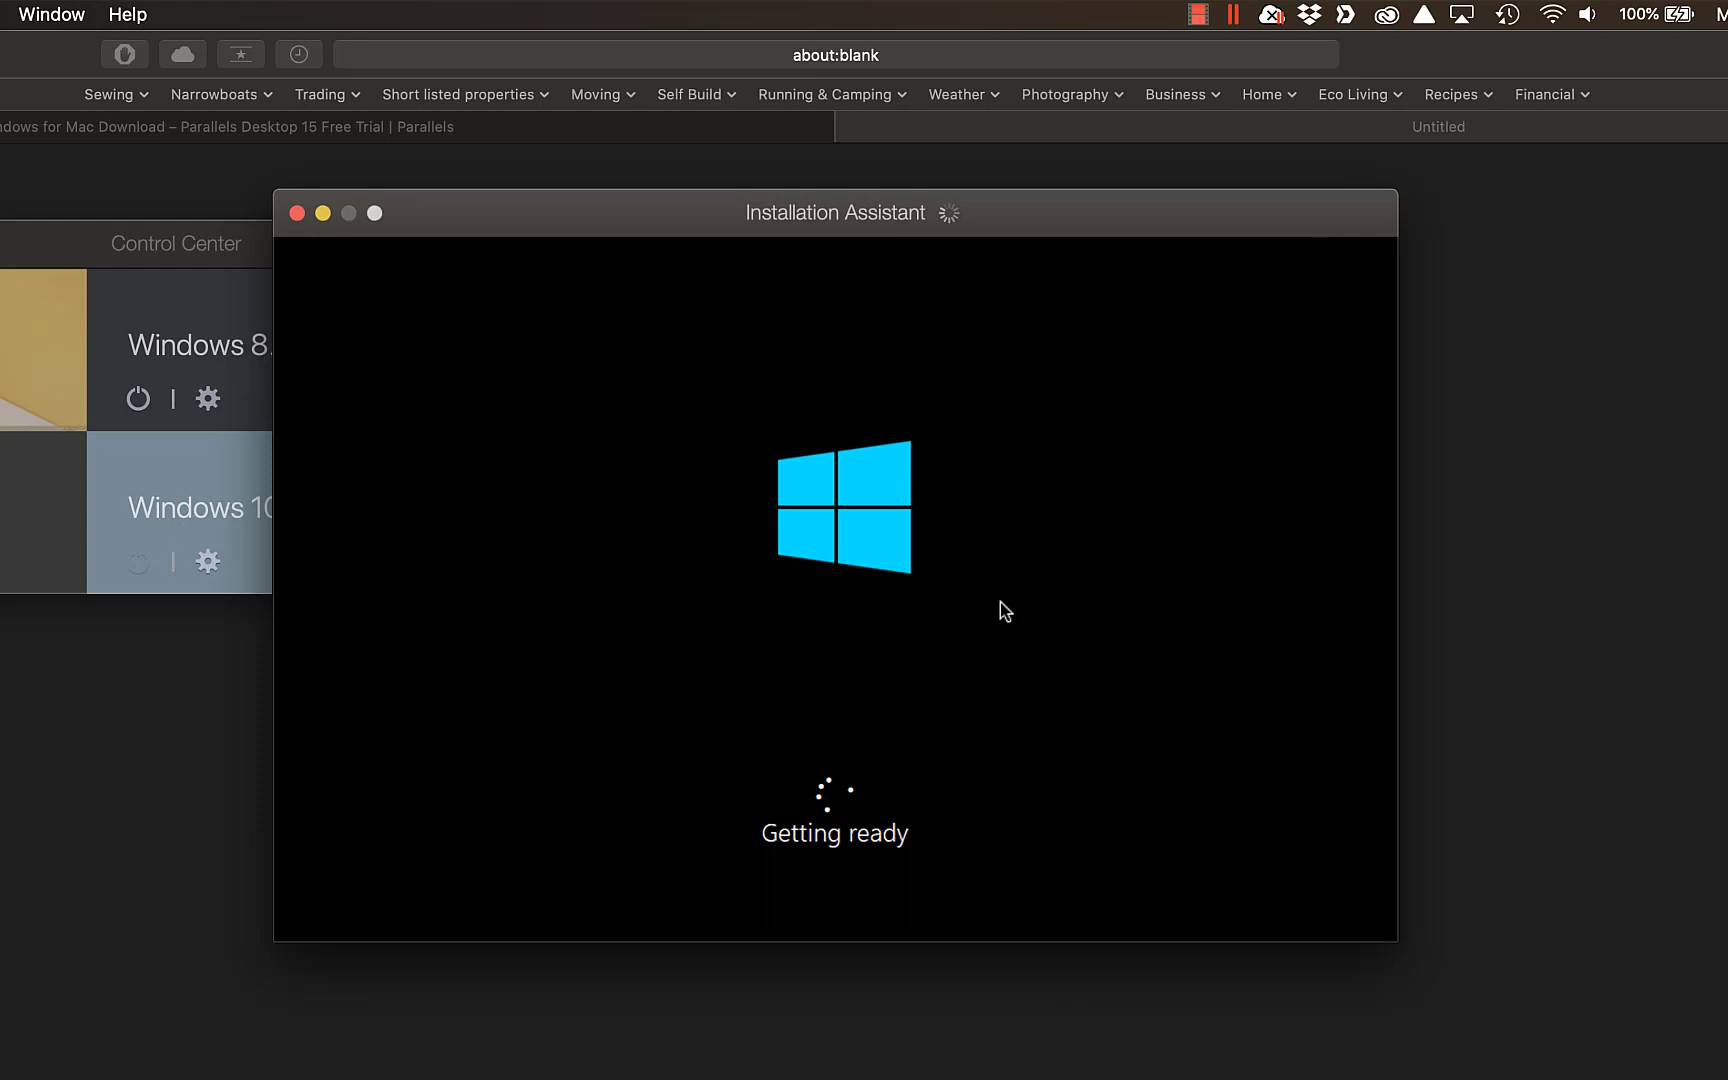 Window Help
100%
about:blank
Sewing Narrowboats Trading Short listed properties Moving Self Build Running & Camping Weather Photography Business Home Eco Living Recipes Financial
for Mac Download – Parallels Desktop 15 Free Trial | Parallels
Untitled
Installation Assistant
Control Center
Windows 8.
Windows 10
Getting ready